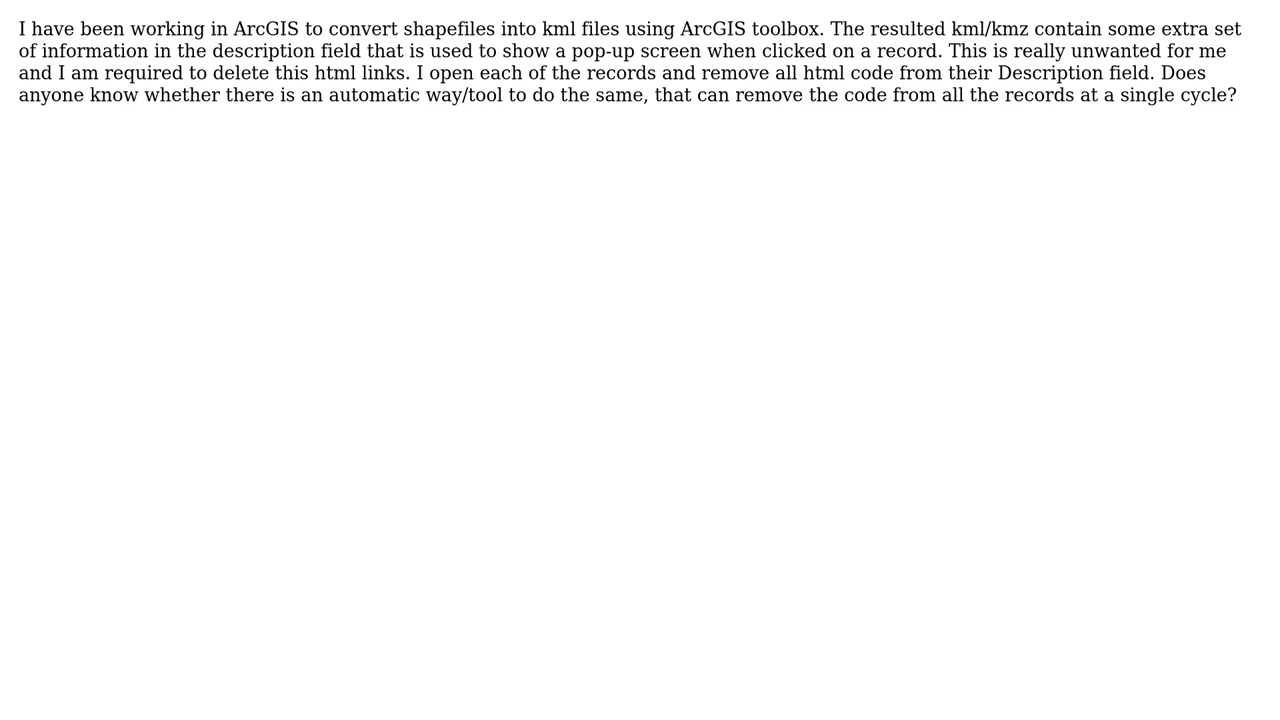 I have been working in ArcGIS to convert shapefiles into kml files using ArcGIS toolbox. The resulted kml/kmz contain some extra set
of information in the description field that is used to show a pop-up screen when clicked on a record. This is really unwanted for me
and I am required to delete this html links. I open each of the records and remove all html code from their Description field. Does
anyone know whether there is an automatic way/tool to do the same, that can remove the code from all the records at a single cycle?